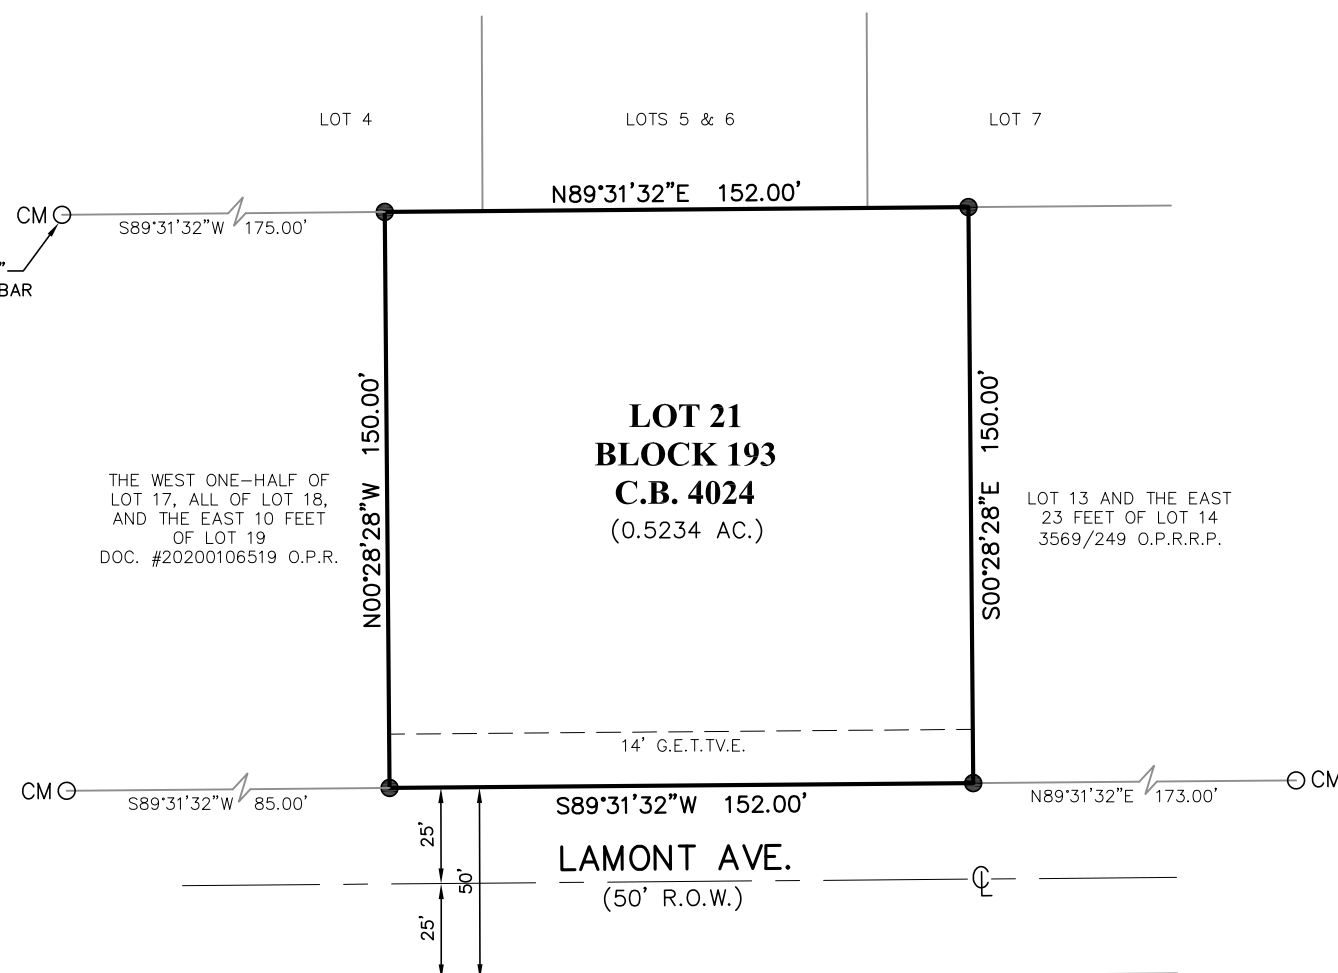 LOT 4
LOTS 5 & 6
LOT 7
N89°31'32"E 152.00'
CM
S89°31'32"W 175.00'
"
BAR
N00°28'28"W 150.00'
S00°28'28"E 150.00'
LOT 21
BLOCK 193
C.B. 4024
(0.5234 AC.)
THE WEST ONE-HALF OF
LOT 17, ALL OF LOT 18,
AND THE EAST 10 FEET
OF LOT 19
DOC. #20200106519 O.P.R.
LOT 13 AND THE EAST
23 FEET OF LOT 14
3569/249 O.P.R.R.P.
14' G.E.T.TV.E.
CM
S89°31'32"W 85.00'
S89°31'32"W 152.00'
N89°31'32"E 173.00'
CM
25'
50'
25'
LAMONT AVE.
(50' R.O.W.)
℄